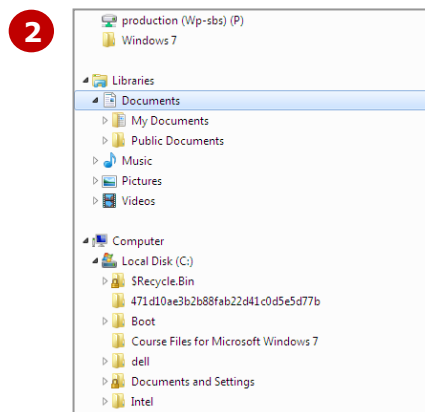 2
production (Wp-sbs) (P)
Windows 7
Libraries
Documents
My Documents
Public Documents
Music
Pictures
Videos
Computer
Local Disk (C:)
$Recycle.Bin
471d10ae3b2b88fab22d41c0d5e5d77b
Boot
Course Files for Microsoft Windows 7
dell
Documents and Settings
Intel